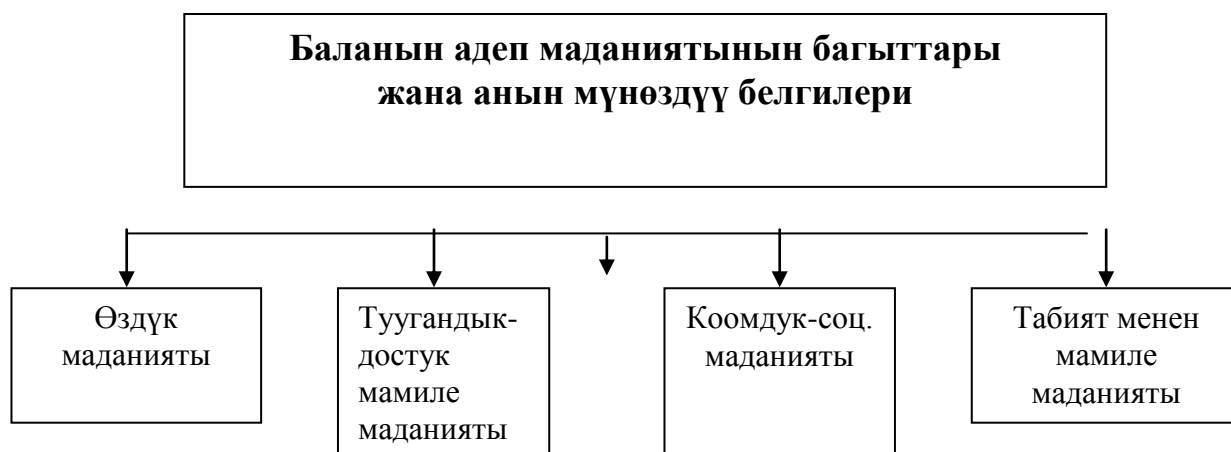 Баланын адеп маданиятынын багыттары
жана анын мүнөздүү белгилери
Өздүк
маданияты
Туугандык-
достук
мамиле
маданияты
Коомдук-соц.
маданияты
Табият менен
мамиле
маданияты